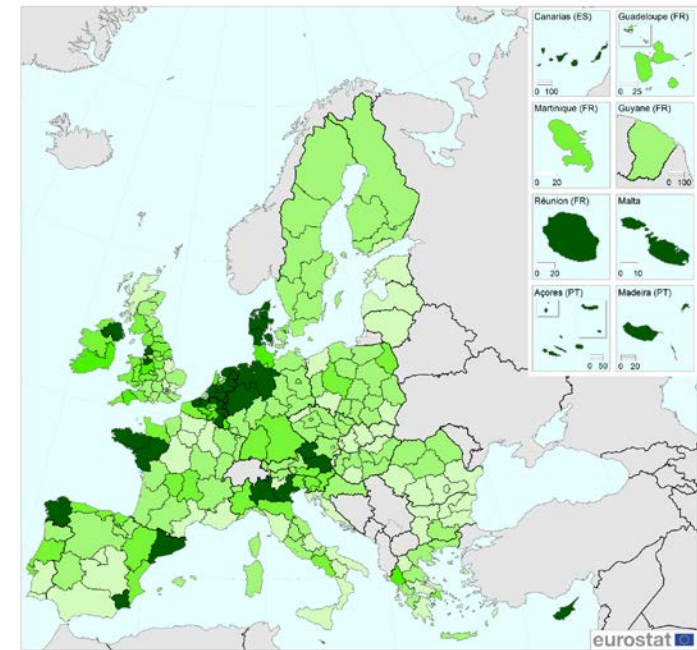 Canarias (ES)
0 100
Guadeloupe (FR)
0 25
Martinique (FR)
0 20
Guyane (FR)
0 100
Réunion (FR)
0 20
Malta
0 10
Açores (PT)
0 50
Madeira (PT)
0 20
eurostat